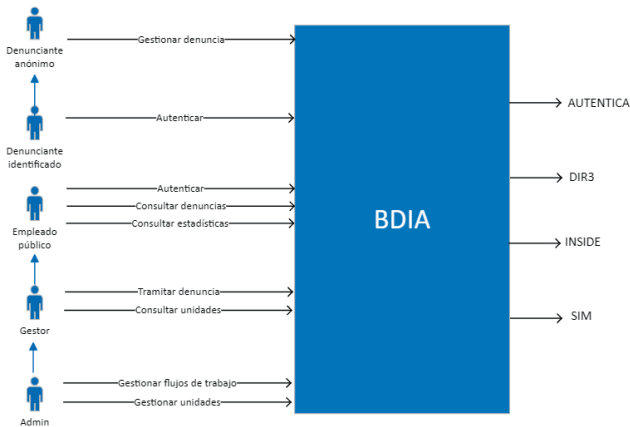 Gestionar denuncia
Denunciante
anónimo
AUTENTICA
Autenticar
Denunciante
identificado
DIR3
Autenticar
Consultar denuncias
Consultar estadísticas
BDIA
Empleado
público
INSIDE
Tramitar denuncia
Consultar unidades
SIM
Gestor
Gestionar flujos de trabajo
Gestionar unidades
Admin